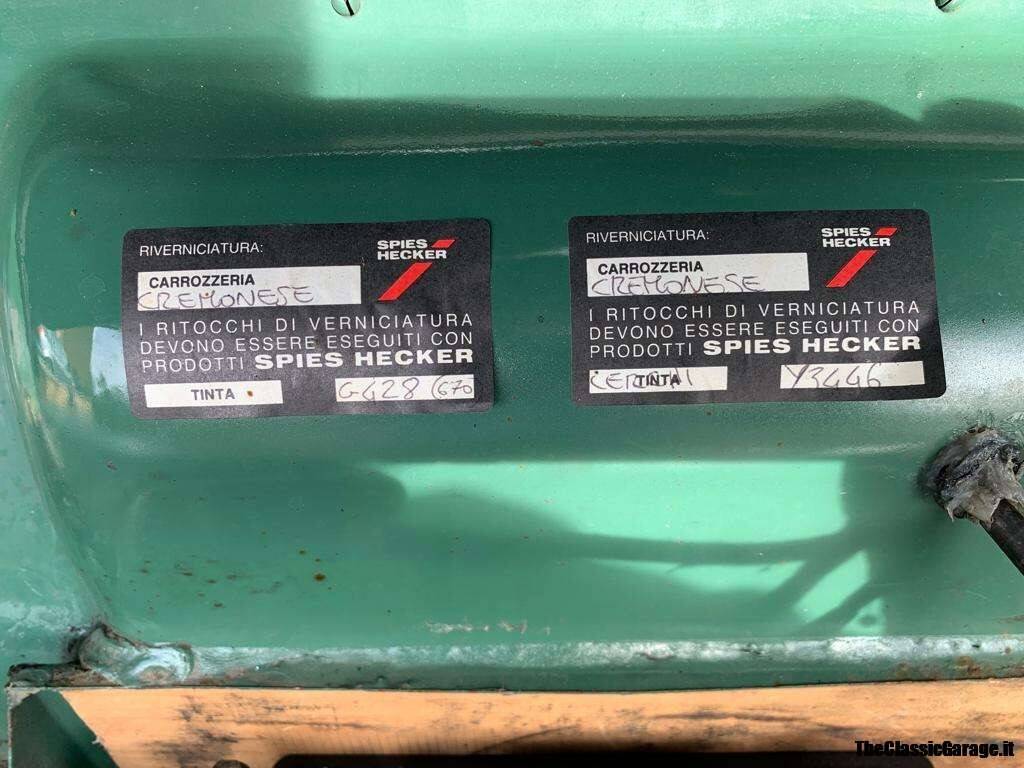 RIVERNICIATURA:
SPIES
HECKER
CARROZZERIA
CREMONESE
I RITOCCHI DI VERNICIATURA
DEVONO ESSERE ESEGUITI CON
PRODOTTI SPIES HECKER
TINTA
G428 (670
RIVERNICIATURA:
SPIES
HECKER
CARROZZERIA
CREMONESE
I RITOCCHI DI VERNICIATURA
DEVONO ESSERE ESEGUITI CON
PRODOTTI SPIES HECKER
TINTA
Y3446
TheClassicGarage.it